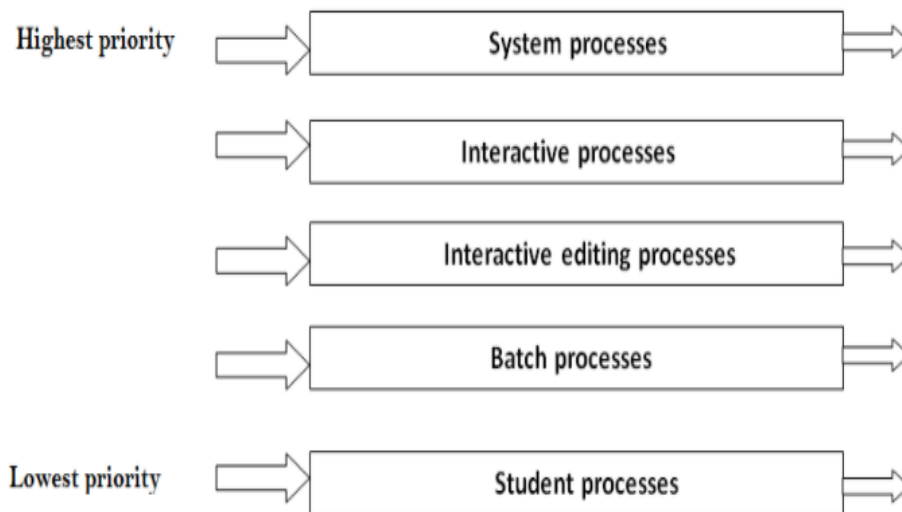 Highest priority
System processes
Interactive processes
Interactive editing processes
Batch processes
Lowest priority
Student processes